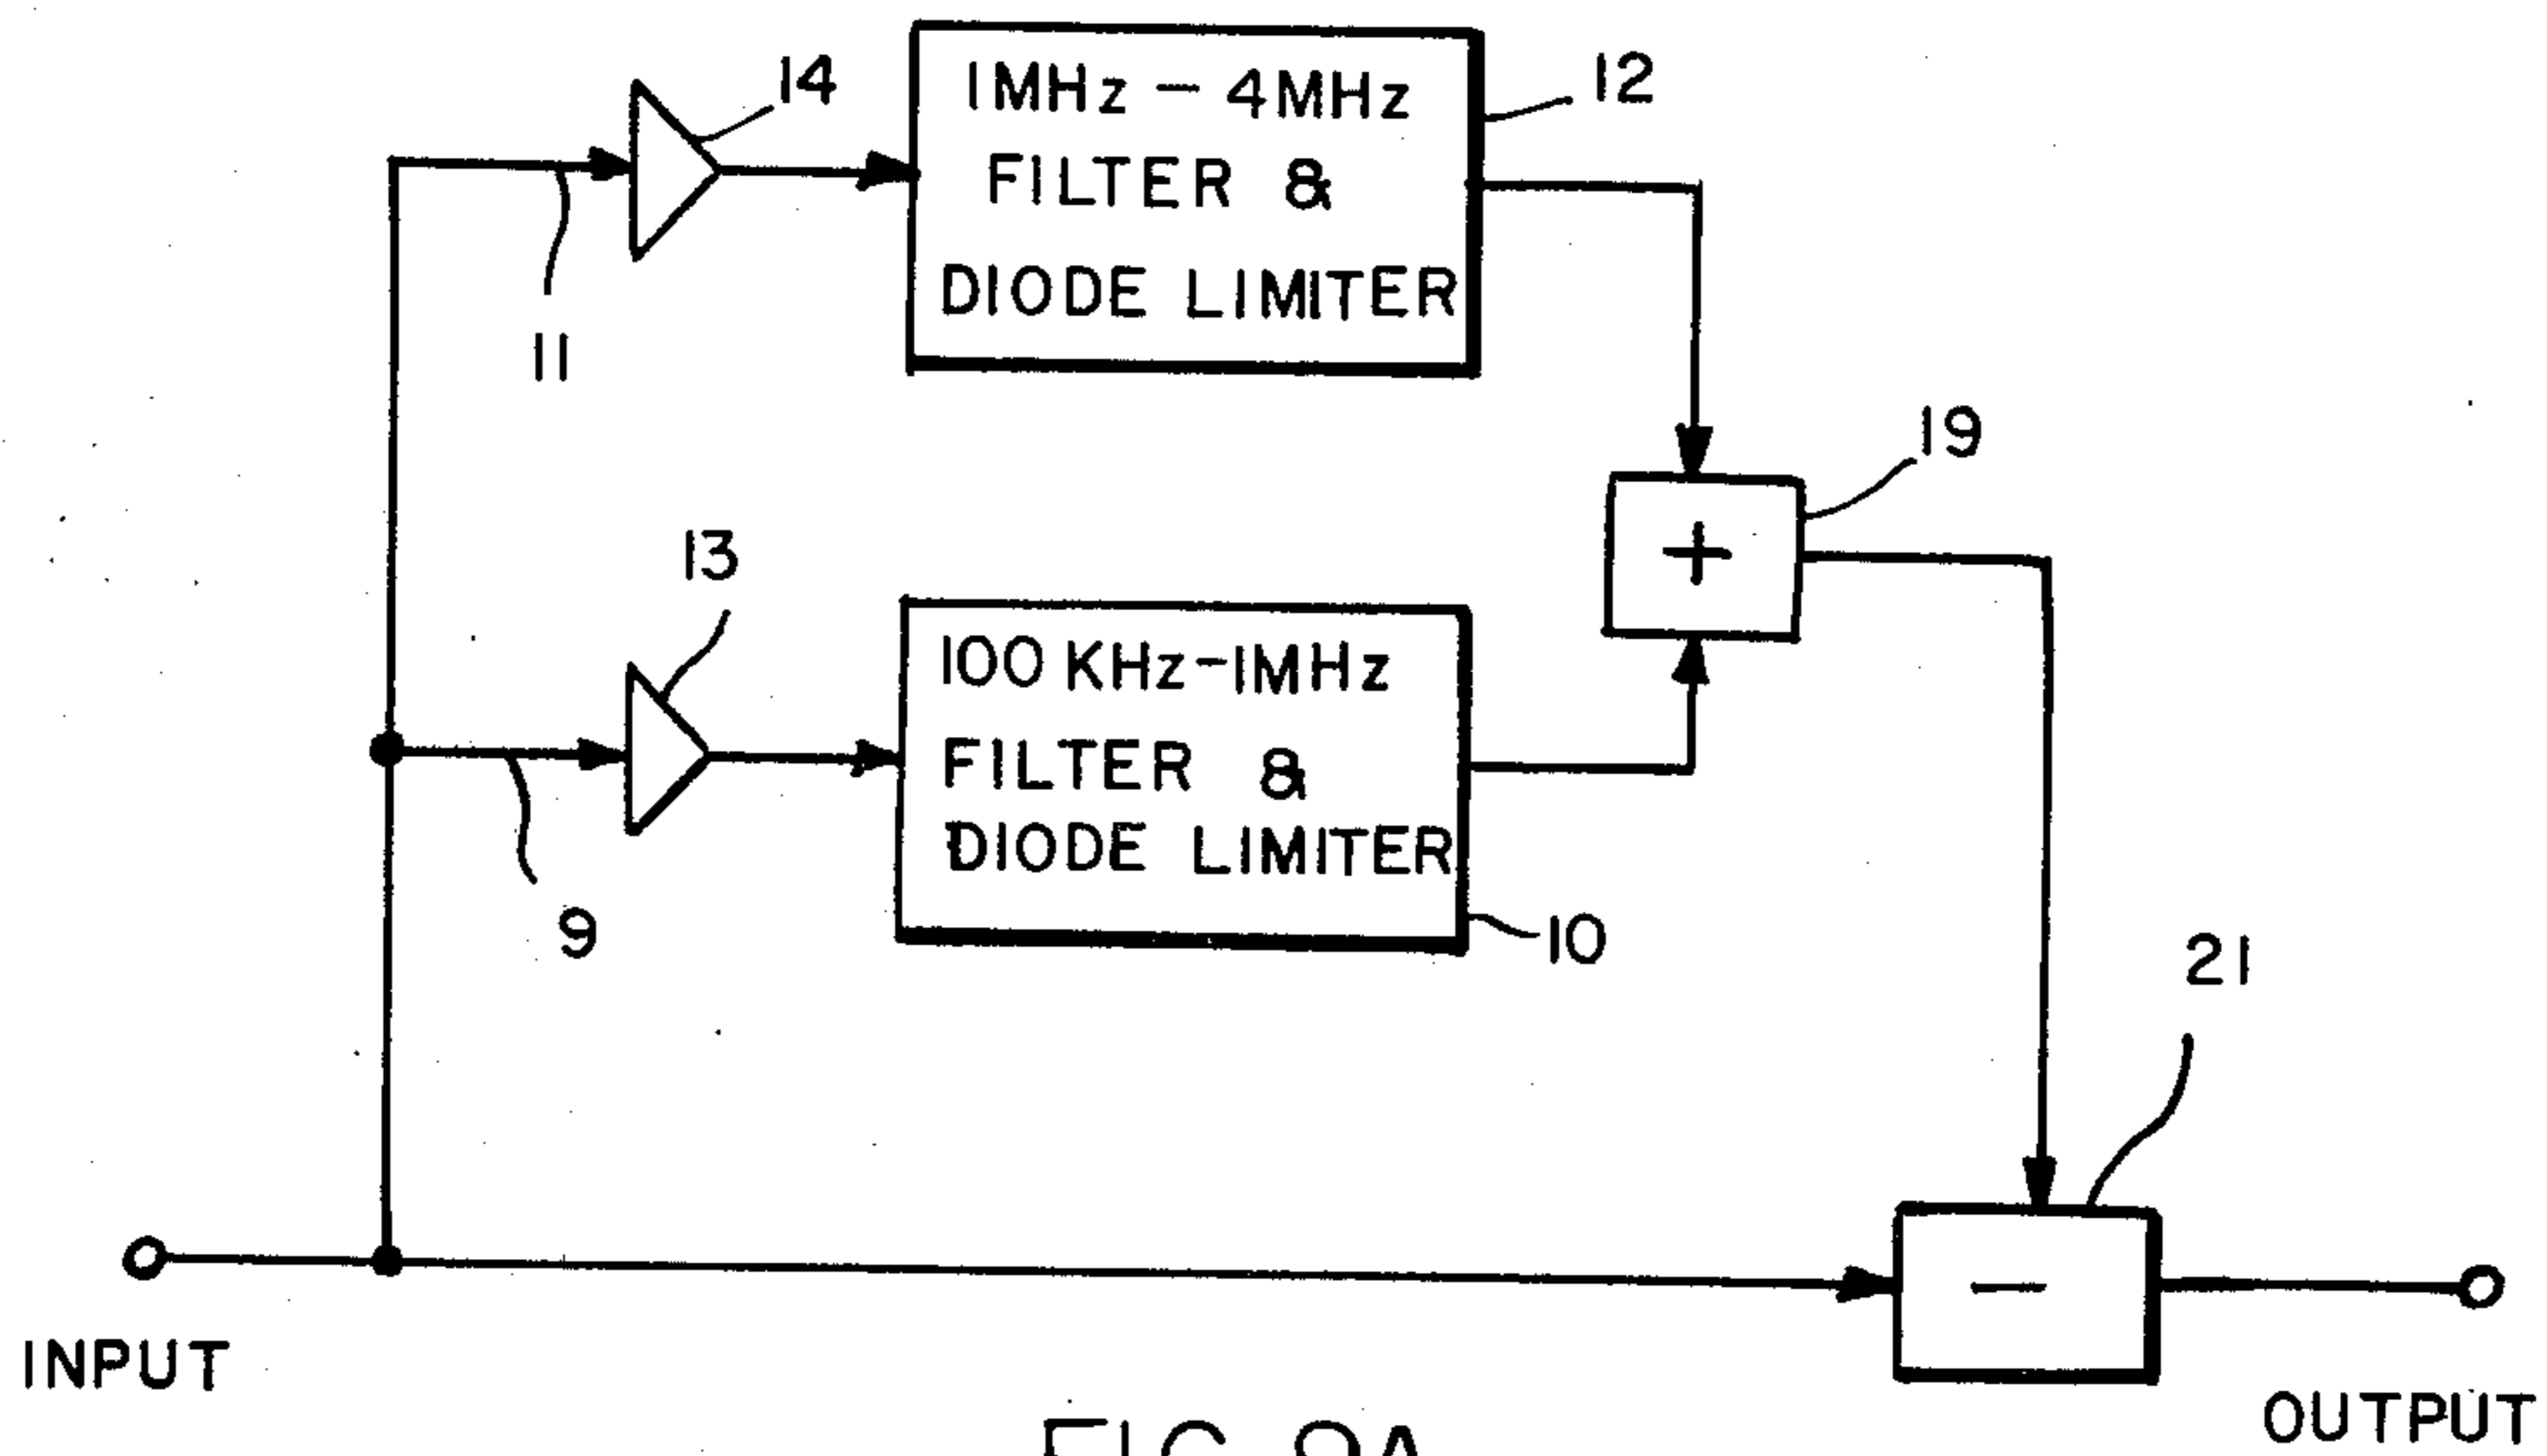 14
1MHz - 4MHz
FILTER &
DIODE LIMITER
12
11
19
+
13
100 KHz-1MHz
FILTER &
DIODE LIMITER
9
10
21
-
INPUT
OUTPUT